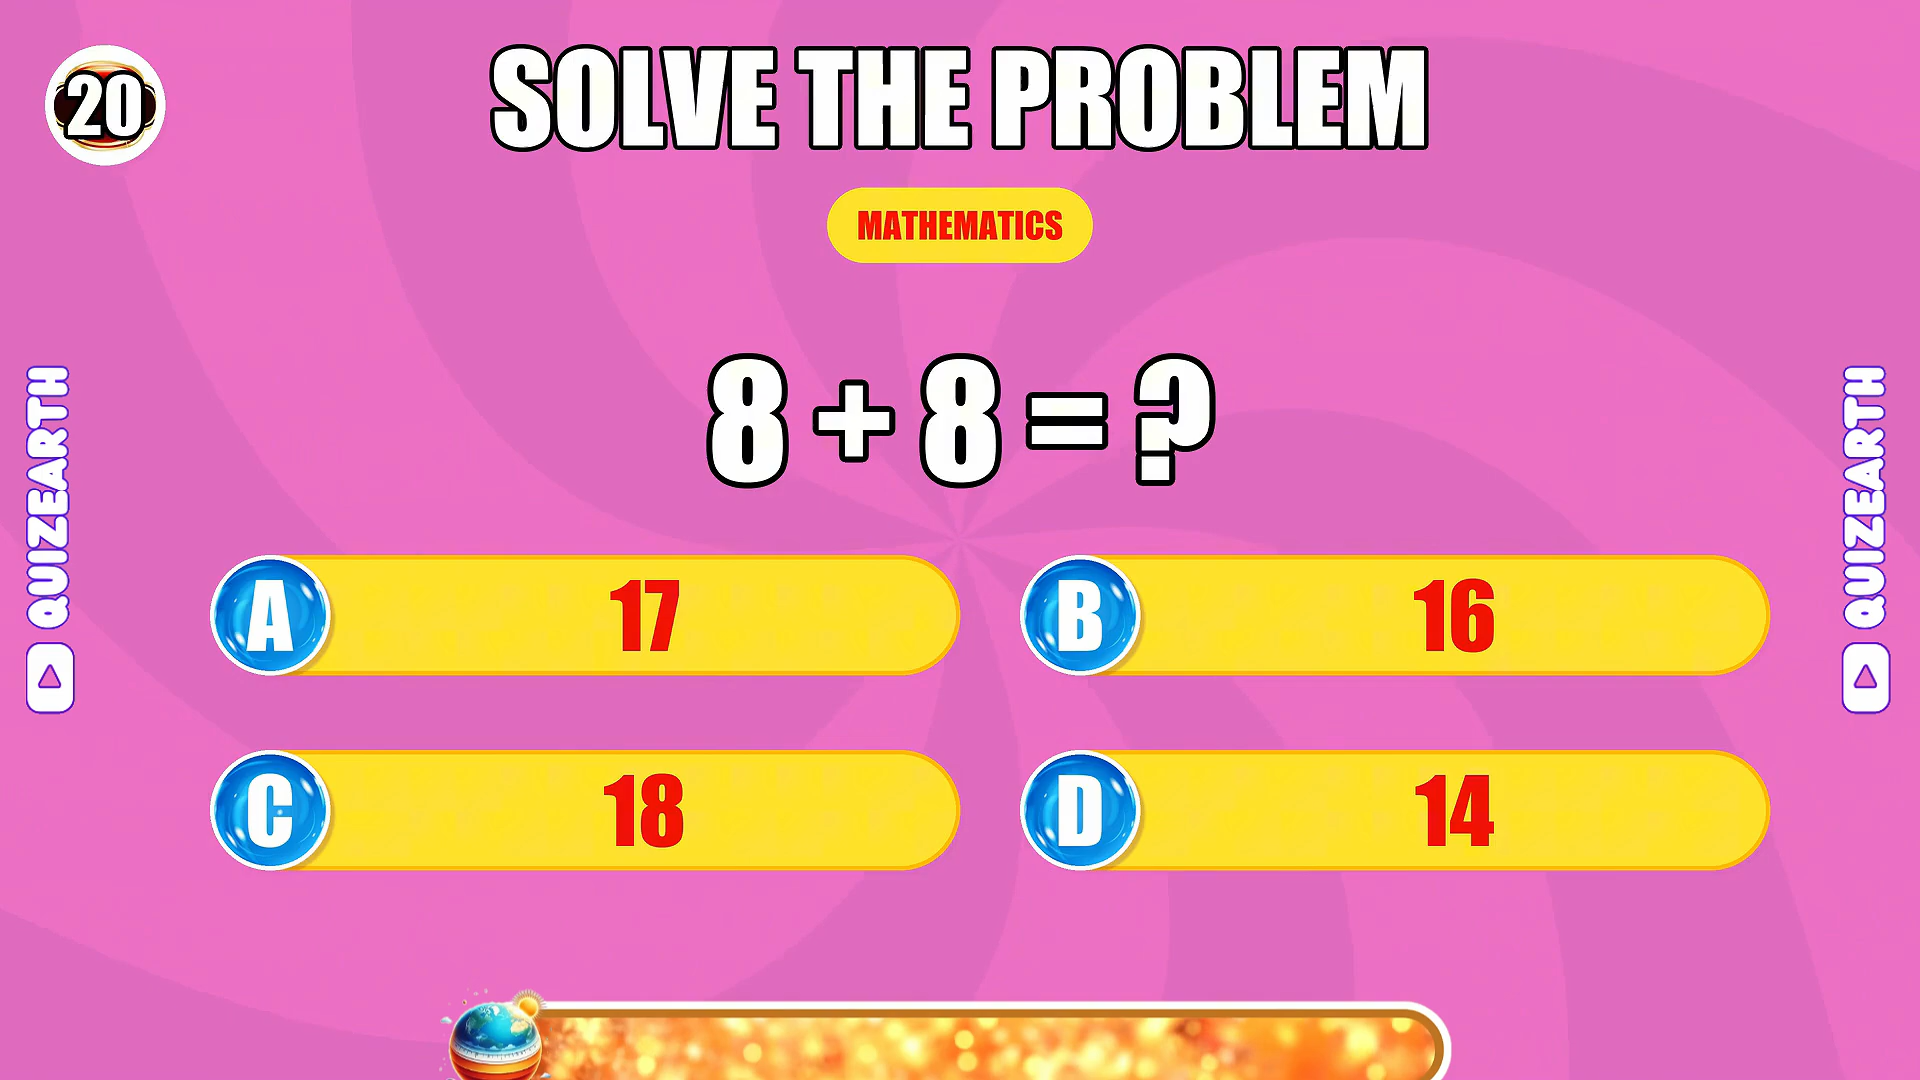 20
SOLVE THE PROBLEM
MATHEMATICS
8 + 8 = ?
A 17
B 16
C 18
D 14
QUIZEARTH
QUIZEARTH